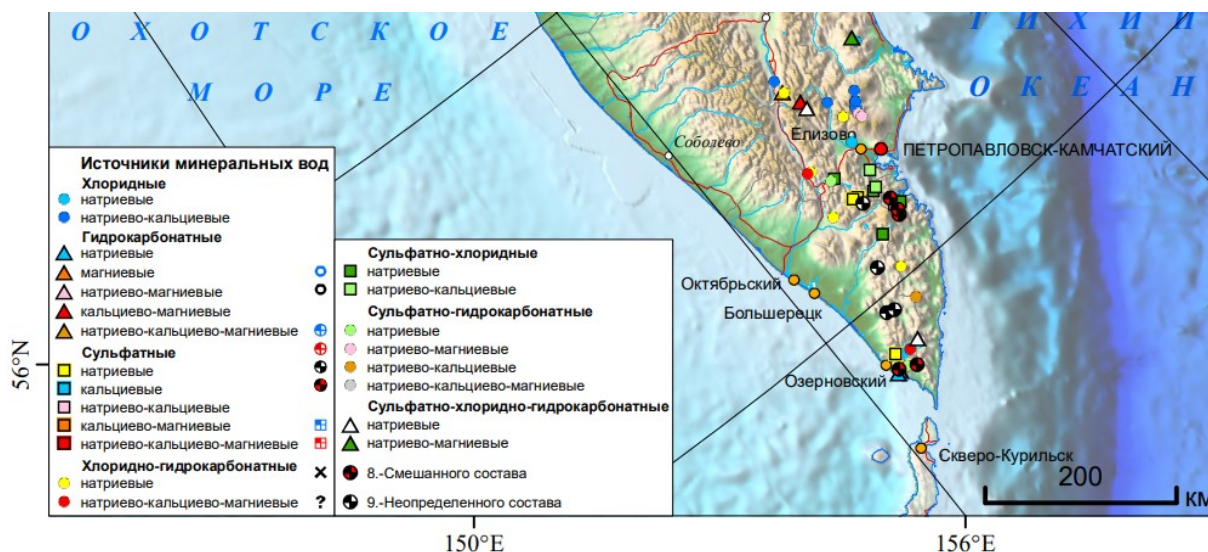 О Х О Т С К О Е
М О Р Е
Т И Х И Й
О К Е А Н
Соболево
Елизово
ПЕТРОПАВЛОВСК-КАМЧАТСКИЙ
Октябрьский
Большерецк
Озерновский
Скверо-Курильск
Источники минеральных вод
Хлоридные
натриевые
натриево-кальциевые
Гидрокарбонатные
натриевые
магниевые
натриево-магниевые
кальциево-магниевые
натриево-кальциево-магниевые
Сульфатные
натриевые
кальциевые
натриево-кальциевые
кальциево-магниевые
натриево-кальциево-магниевые
Хлоридно-гидрокарбонатные
натриевые
натриево-кальциево-магниевые
?
Сульфатно-хлоридные
натриевые
натриево-кальциевые
Сульфатно-гидрокарбонатные
натриевые
натриево-магниевые
натриево-кальциевые
натриево-кальциево-магниевые
Сульфатно-хлоридно-гидрокарбонатные
натриевые
натриево-магниевые
8.-Смешанного состава
9.-Неопределенного состава
200
км
56°N
150°E
156°E